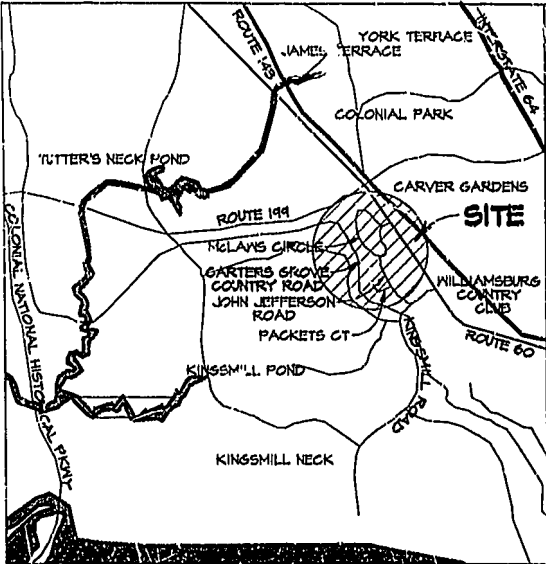 YORK TERRACE
ROUTE 143
JAMES TERRACE
INTERSTATE 64
COLONIAL PARK
TUTTER'S NECK POND
CARVER GARDENS
ROUTE 199
SITE
COLONIAL NATIONAL HISTORICAL PKWY
McLAWS CIRCLE
CARTERS GROVE
COUNTRY ROAD
JOHN JEFFERSON
ROAD
WILLIAMSBURG
COUNTRY
CLUB
PACKETS CT
ROUTE 60
KINGSMILL POND
KINGSMILL ROAD
KINGSMILL NECK